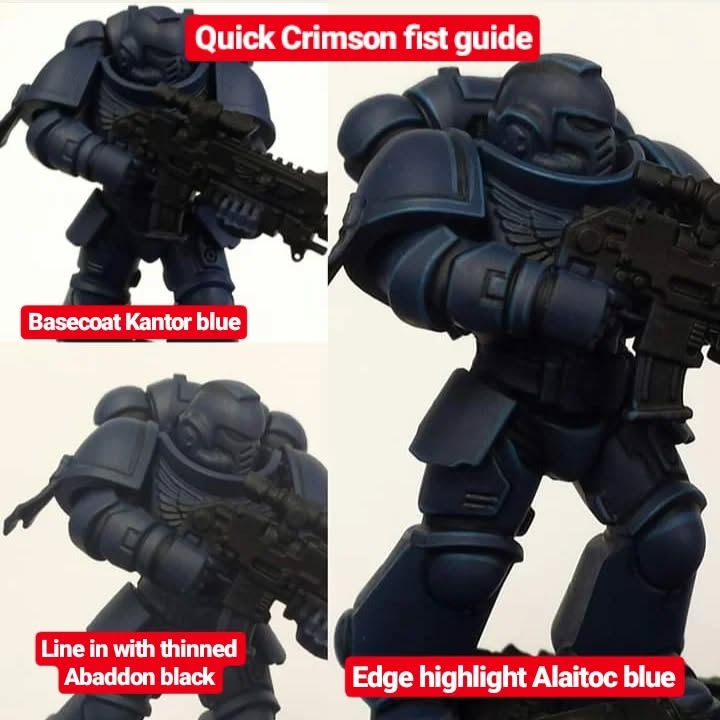 Quick Crimson fist guide
Basecoat Kantor blue
Line in with thinned
Abaddon black
Edge highlight Alaitoc blue